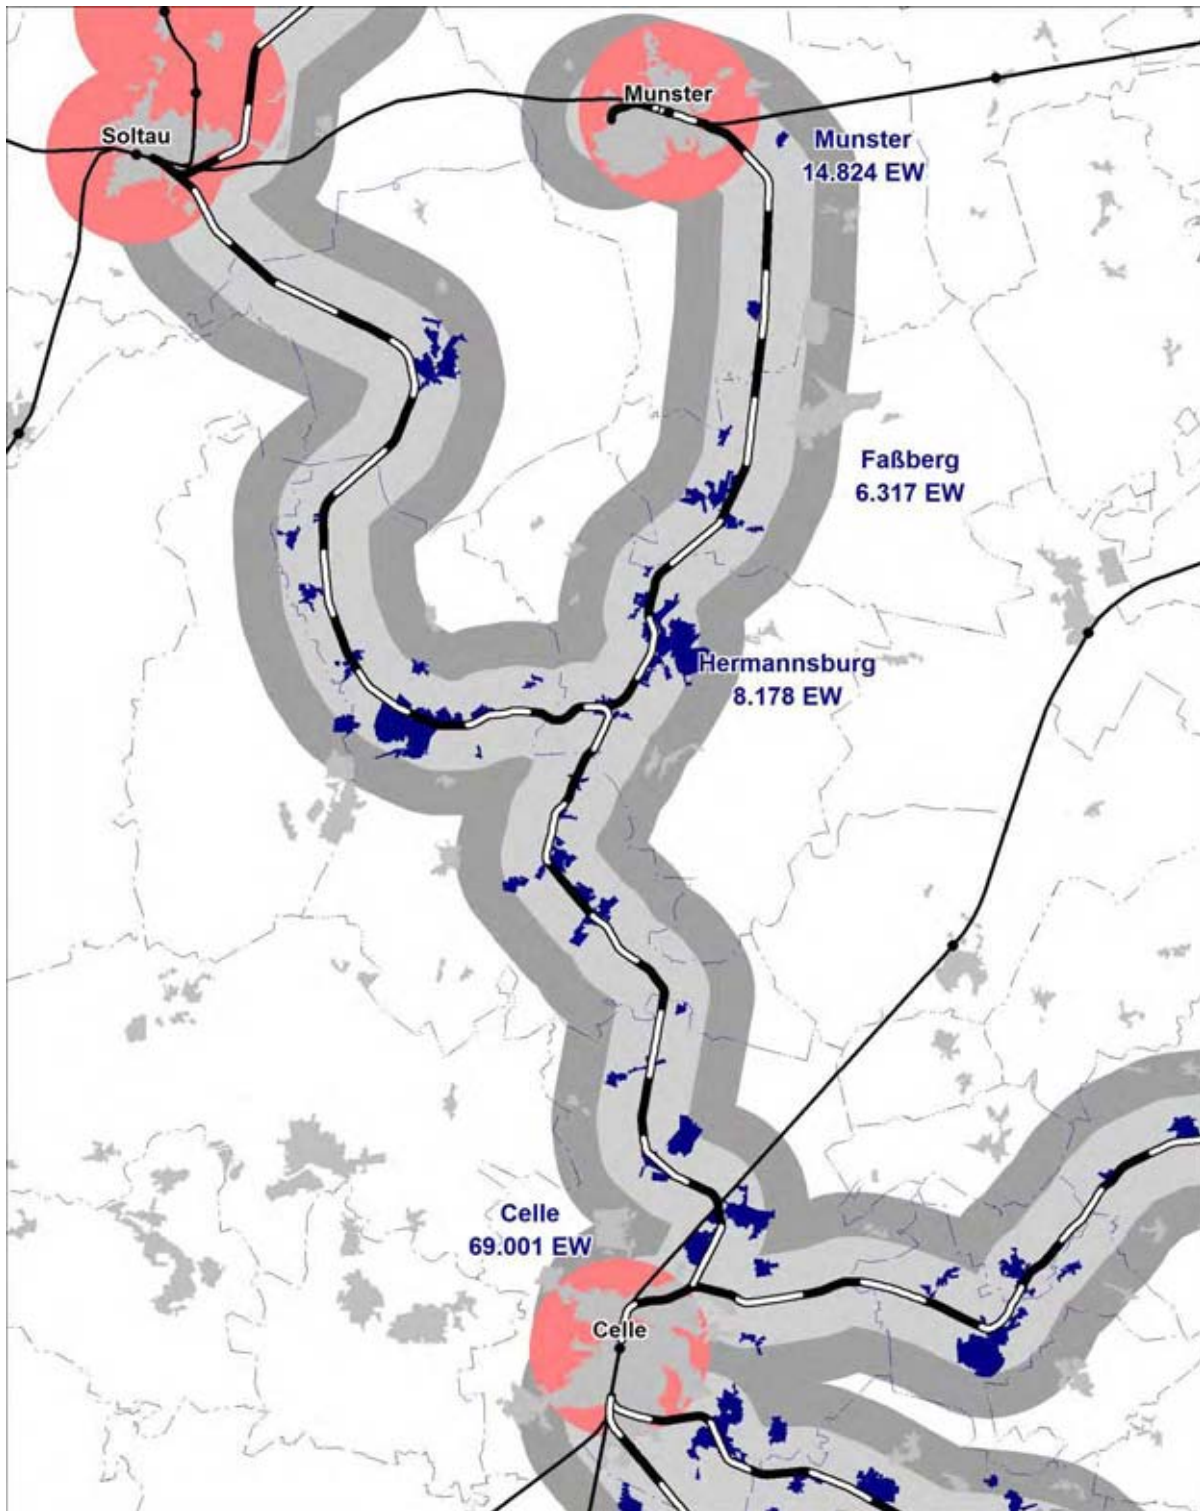 Munster
Soltau
Munster
14.824 EW
Faßberg
6.317 EW
Hermannsburg
8.178 EW
Celle
69.001 EW
Celle